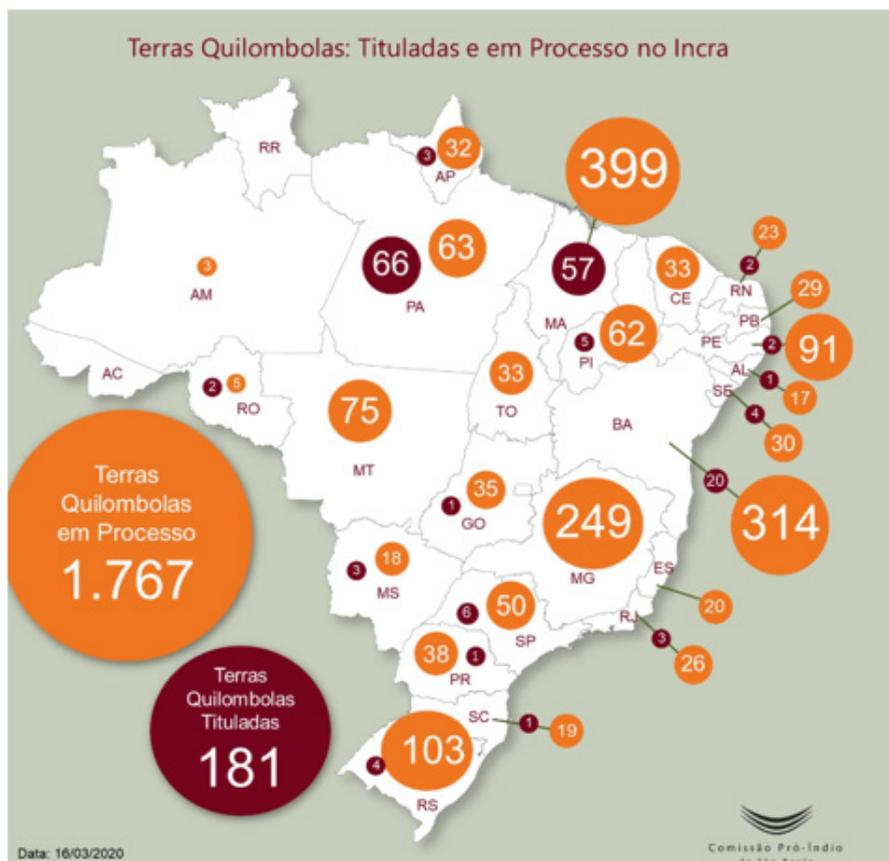 Terras Quilombolas: Tituladas e em Processo no Incra
RR
3
32
AP
399
3
AM
66
63
PA
57
MA
33
CE
23
2
RN
29
PB
5
62
PI
PE
2
91
AL
1
17
SE
4
30
AC
2
5
RO
75
MT
33
TO
BA
20
314
1
35
GO
249
MG
ES
20
3
18
MS
6
50
SP
RJ
3
26
38
1
PR
SC
1
19
4
103
RS
Terras
Quilombolas
em Processo
1.767
Terras
Quilombolas
Tituladas
181
Data: 16/03/2020
Comissão Pró-Índio
de São Paulo